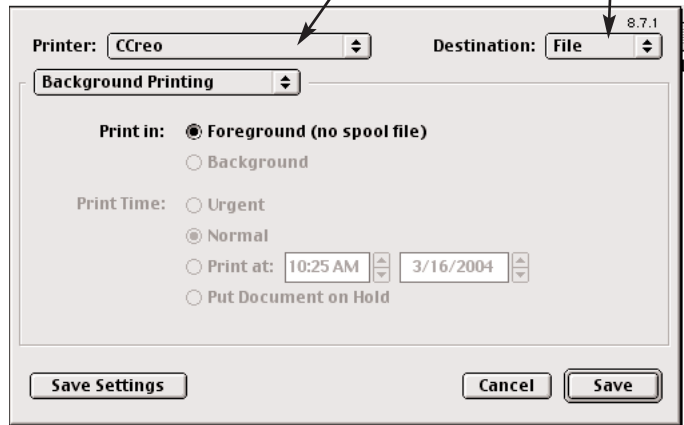 8.7.1
Printer: CCreo Destination: File
Background Printing
Print in: Foreground (no spool file)
Background
Print Time: Urgent
Normal
Print at: 10:25 AM 3/16/2004
Put Document on Hold
Save Settings Cancel Save